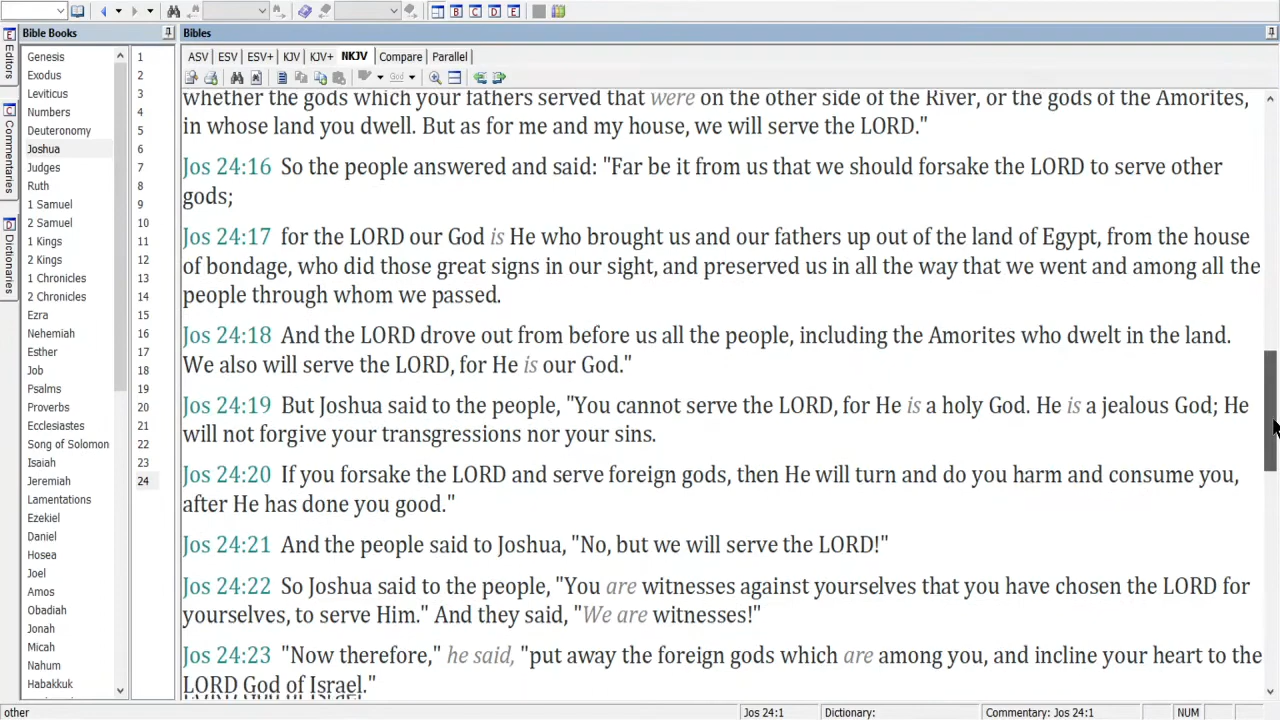 Bible Books
Bibles
Editors
Commentaries
Dictionaries
ASV ESV ESV+ KJV KJV+ NKJV Compare Parallel
God
Genesis
Exodus
Leviticus
Numbers
Deuteronomy
Joshua
Judges
Ruth
1 Samuel
2 Samuel
1 Kings
2 Kings
1 Chronicles
2 Chronicles
Ezra
Nehemiah
Esther
Job
Psalms
Proverbs
Ecclesiastes
Song of Solomon
Isaiah
Jeremiah
Lamentations
Ezekiel
Daniel
Hosea
Joel
Amos
Obadiah
Jonah
Micah
Nahum
Habakkuk
1
2
3
4
5
6
7
8
9
10
11
12
13
14
15
16
17
18
19
20
21
22
23
24
whether the gods which your fathers served that were on the other side of the River, or the gods of the Amorites,
in whose land you dwell. But as for me and my house, we will serve the LORD."
Jos 24:16 So the people answered and said: "Far be it from us that we should forsake the LORD to serve other
gods;
Jos 24:17 for the LORD our God is He who brought us and our fathers up out of the land of Egypt, from the house
of bondage, who did those great signs in our sight, and preserved us in all the way that we went and among all the
people through whom we passed.
Jos 24:18 And the LORD drove out from before us all the people, including the Amorites who dwelt in the land.
We also will serve the LORD, for He is our God."
Jos 24:19 But Joshua said to the people, "You cannot serve the LORD, for He is a holy God. He is a jealous God; He
will not forgive your transgressions nor your sins.
Jos 24:20 If you forsake the LORD and serve foreign gods, then He will turn and do you harm and consume you,
after He has done you good."
Jos 24:21 And the people said to Joshua, "No, but we will serve the LORD!"
Jos 24:22 So Joshua said to the people, "You are witnesses against yourselves that you have chosen the LORD for
yourselves, to serve Him." And they said, "We are witnesses!"
Jos 24:23 "Now therefore," he said, "put away the foreign gods which are among you, and incline your heart to the
LORD God of Israel."
other
Jos 24:1
Dictionary:
Commentary: Jos 24:1
NUM